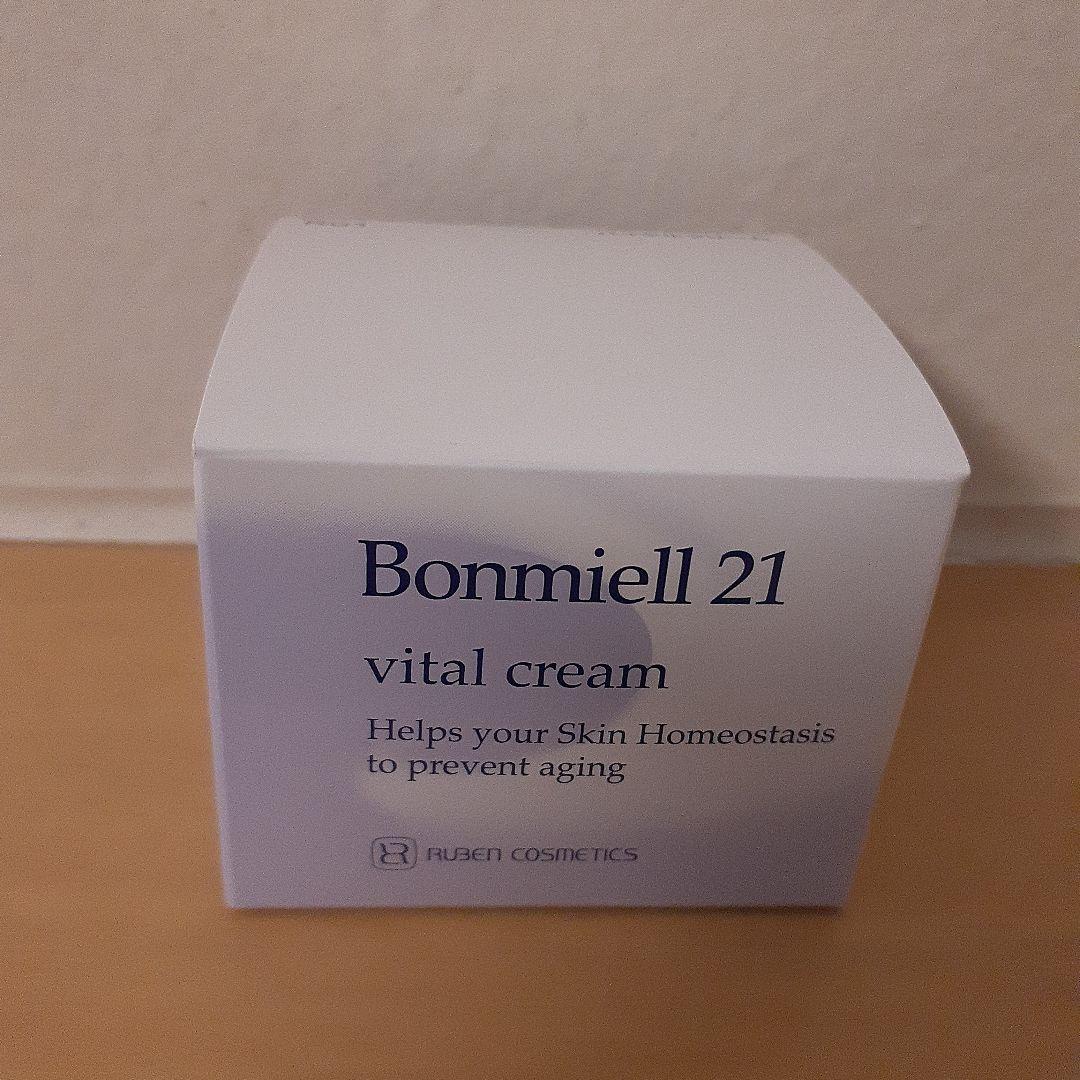 Bonmiell 21
vital cream
Helps your Skin Homeostasis
to prevent aging
RUBEN COSMETICS